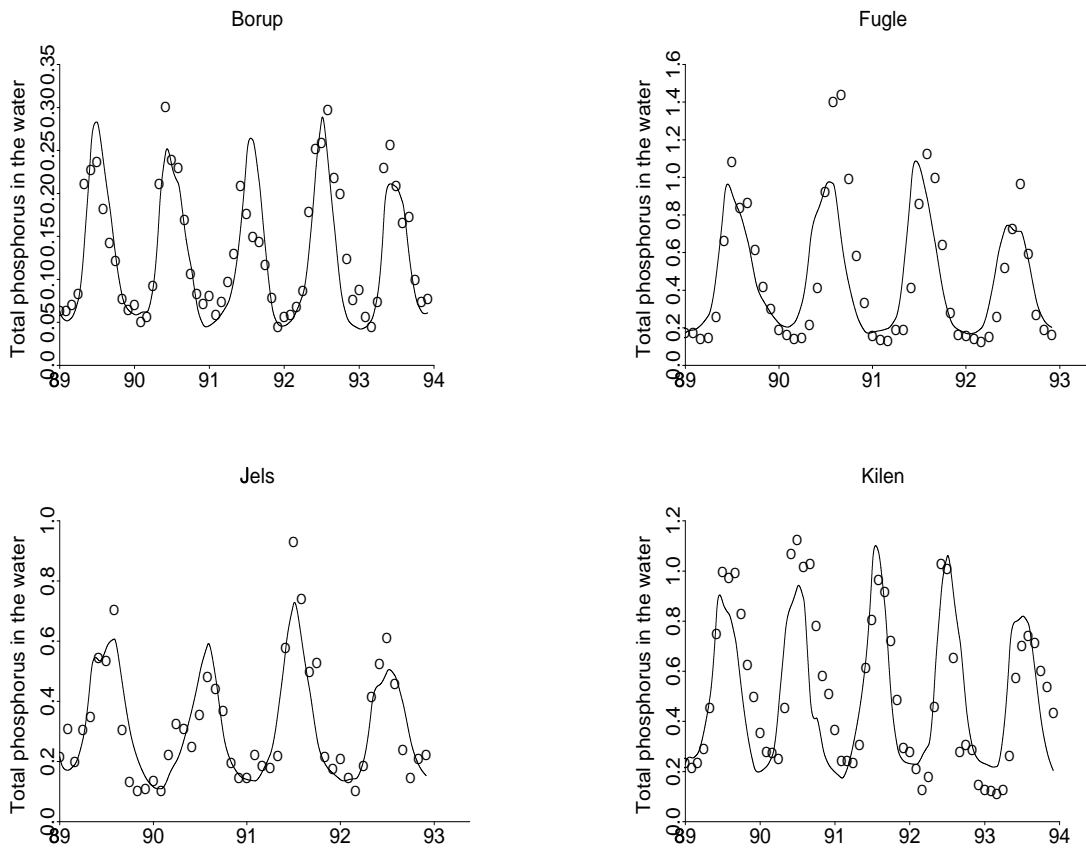 Borup
Total phosphorus in the water
0.0 0.05 0.10 0.15 0.20 0.25 0.30 0.35
89 90 91 92 93 94
Fugle
Total phosphorus in the water
0.0 0.2 0.4 0.6 0.8 1.0 1.2 1.4 1.6
89 90 91 92 93
Jels
Total phosphorus in the water
0.0 0.2 0.4 0.6 0.8 1.0
89 90 91 92 93
Kilen
Total phosphorus in the water
0.0 0.2 0.4 0.6 0.8 1.0 1.2
89 90 91 92 93 94